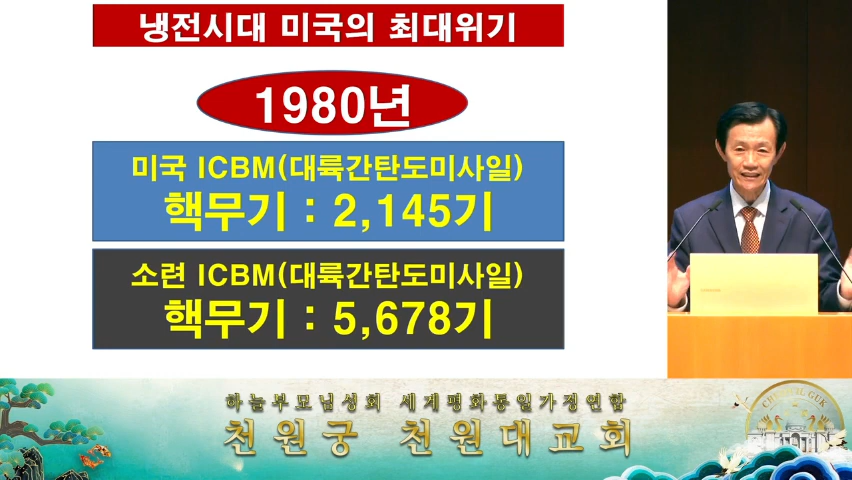 냉전시대 미국의 최대위기
1980년
미국 ICBM(대륙간탄도미사일)
핵무기 : 2,145기
소련 ICBM(대륙간탄도미사일)
핵무기 : 5,678기
하늘부모님성회 세계평화통일가정연합
천원궁 천원대교회
CHEON IL GUK